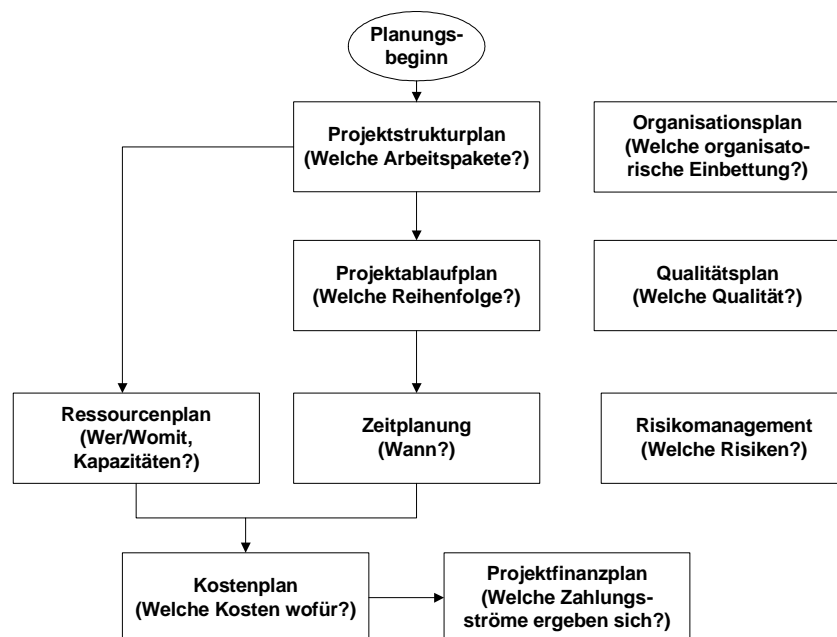 Planungs-
beginn
Projektstrukturplan
(Welche Arbeitspakete?)
Organisationsplan
(Welche organisato-
rische Einbettung?)
Projektablaufplan
(Welche Reihenfolge?)
Qualitätsplan
(Welche Qualität?)
Ressourcenplan
(Wer/Womit,
Kapazitäten?)
Zeitplanung
(Wann?)
Risikomanagement
(Welche Risiken?)
Kostenplan
(Welche Kosten wofür?)
Projektfinanzplan
(Welche Zahlungs-
ströme ergeben sich?)